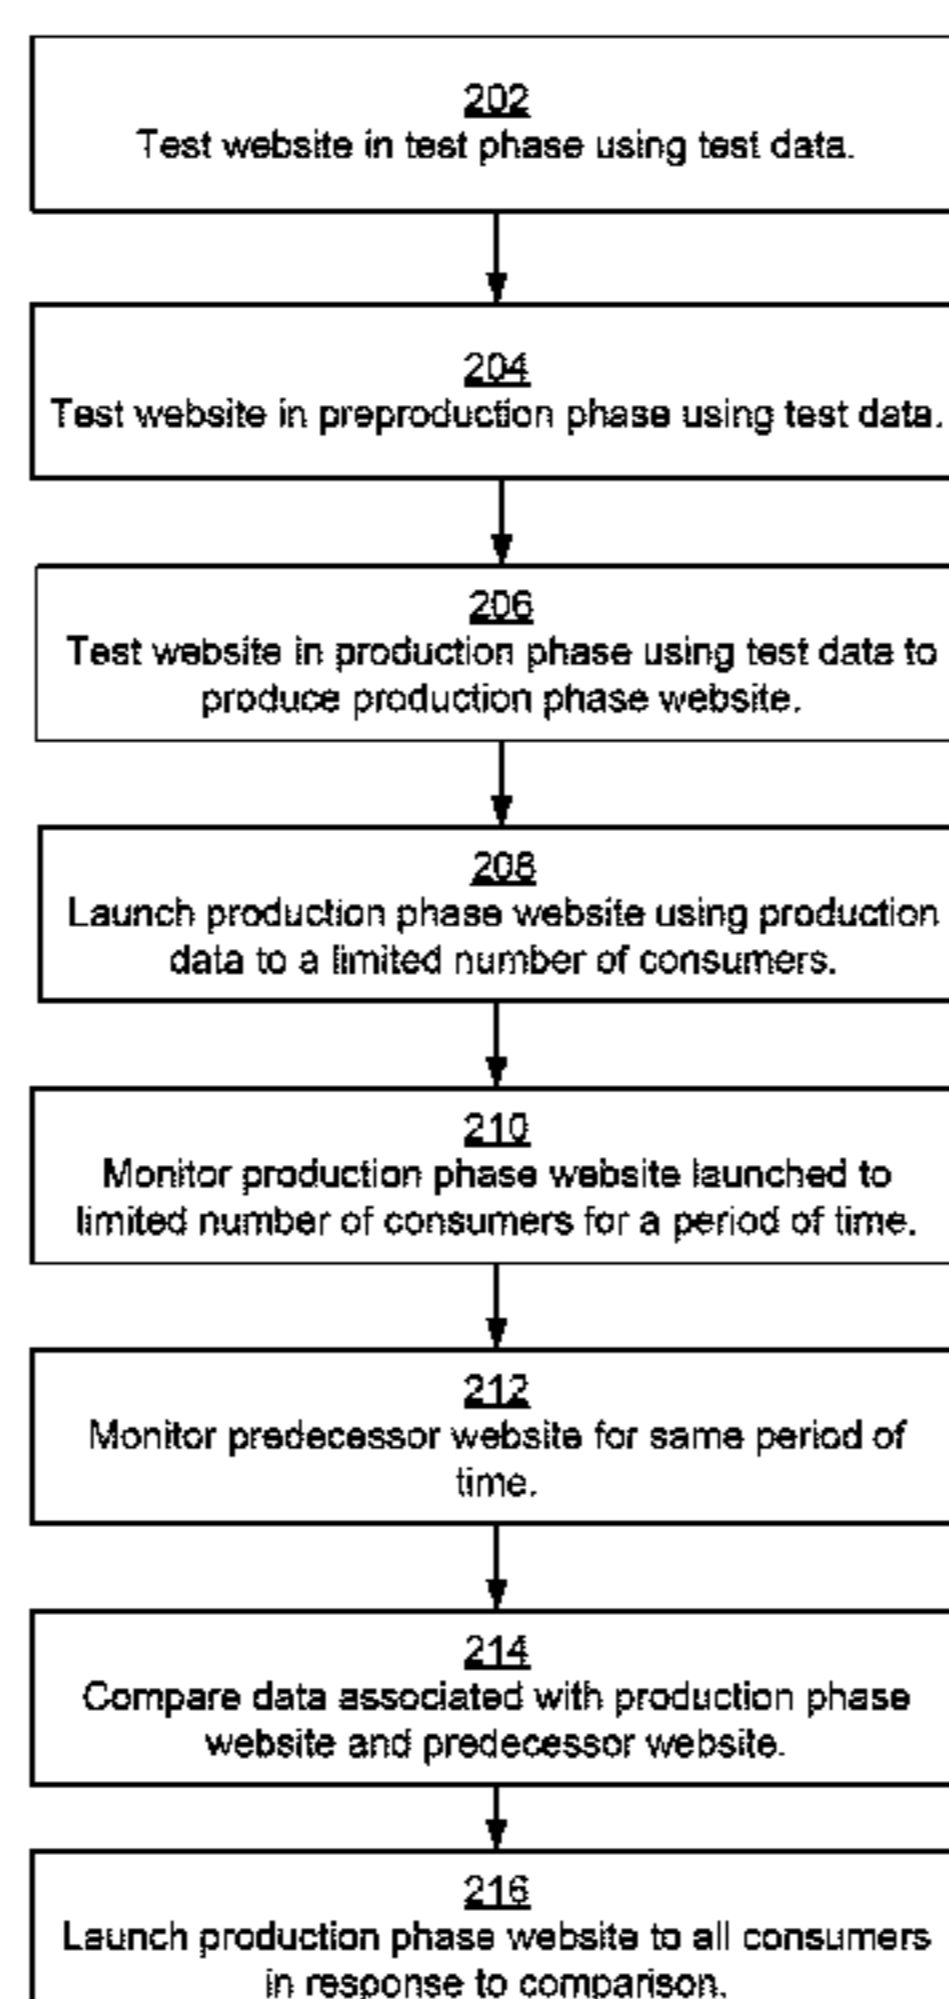 202
Test website in test phase using test data.
204
Test website in preproduction phase using test data.
206
Test website in production phase using test data to
produce production phase website.
208
Launch production phase website using production
data to a limited number of consumers.
210
Monitor production phase website launched to
limited number of consumers for a period of time.
212
Monitor predecessor website for same period of
time.
214
Compare data associated with production phase
website and predecessor website.
216
Launch production phase website to all consumers
in response to comparison.